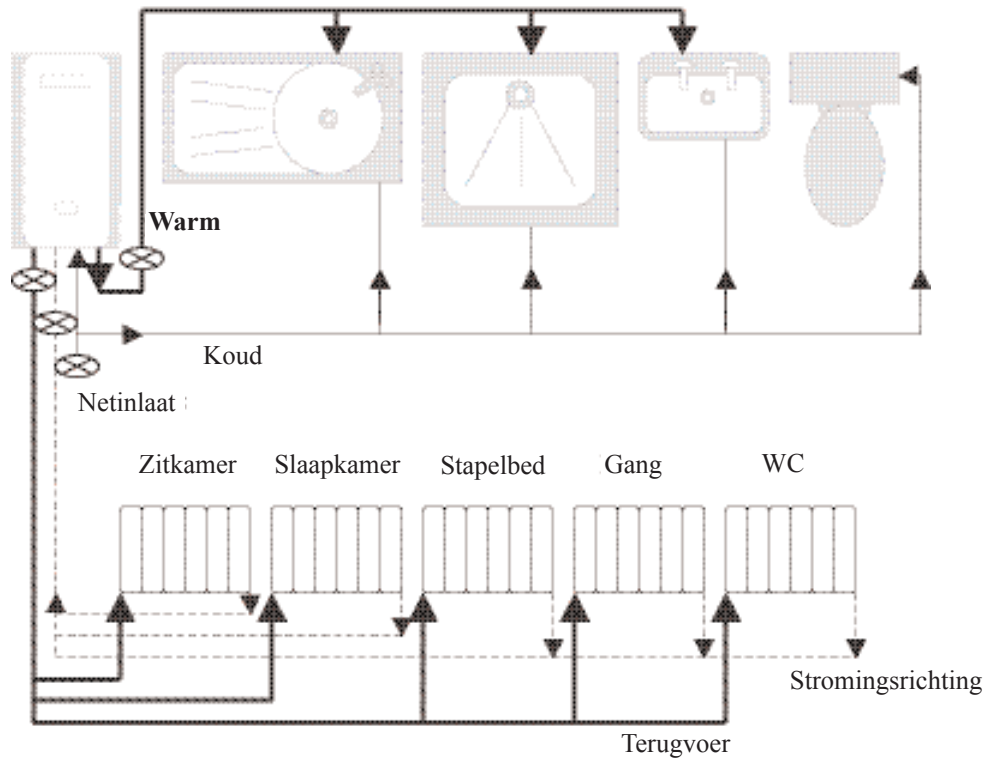 Warm
Koud
Netinlaat
Zitkamer
Slaapkamer
Stapelbed
Gang
WC
Stromingsrichting
Terugvoer